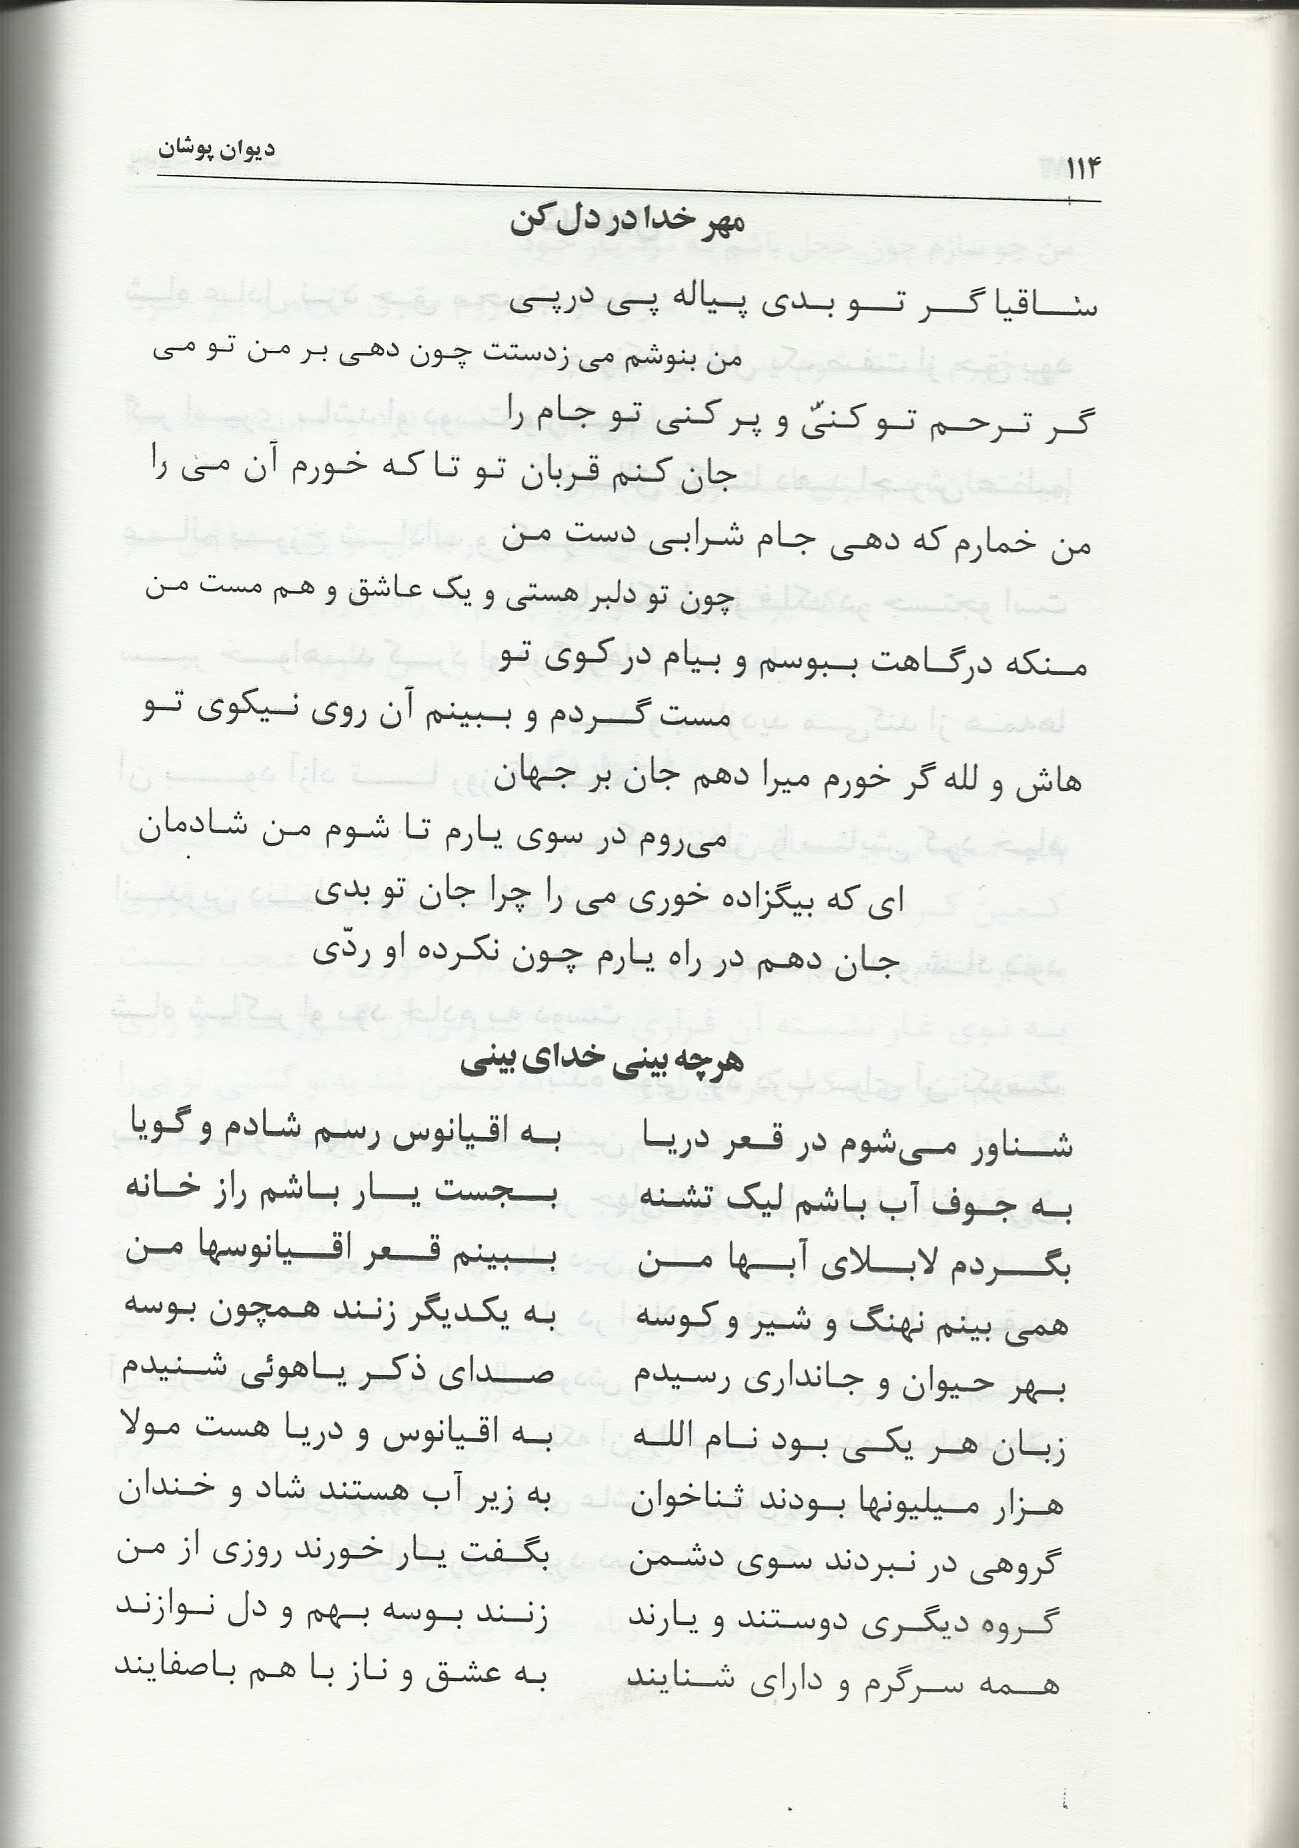 ۱۱۴ دیوان پوشان
مهر خدا در دل کن
ساقیا گر تو بدی پیاله پی در پی
من بنوشم می زدستت چون دهی بر من تو می
گر ترحم تو کنیّ و پر کنی تو جام را
جان کنم قربان تو تا که خورم آن می را
من خمارم که دهی جام شرابی دست من
چون تو دلبر هستی و یک عاشق و هم مست من
منکه درگاهت ببوسم و بیام در کوی تو
مست گردم و ببینم آن روی نیکوی تو
هاش و لله گر خورم میرا دهم جان بر جهان
می‌روم در سوی یارم تا شوم من شادمان
ای که بیگزاده خوری می را چرا جان تو بدی
جان دهم در راه یارم چون نکرده او ردّی
هرچه بینی خدای بینی
شناور می‌شوم در قعر دریا به اقیانوس رسم شادم و گویا
به جوف آب باشم لیک تشنه بجست یار باشم راز خانه
بگردم لابلای آبها من ببینم قعر اقیانوسها من
همی بینم نهنگ و شیر و کوسه به یکدیگر زنند همچون بوسه
بهر حیوان و جانداری رسیدم صدای ذکر یاهوئی شنیدم
زبان هر یکی بود نام الله به اقیانوس و دریا هست مولا
هزار میلیونها بودند ثناخوان به زیر آب هستند شاد و خندان
گروهی در نبردند سوی دشمن بگفت یار خورند روزی از من
گروه دیگری دوستند و یارند زنند بوسه بهم و دل نوازند
همه سرگرم و دارای شنایند به عشق و ناز با هم باصفایند